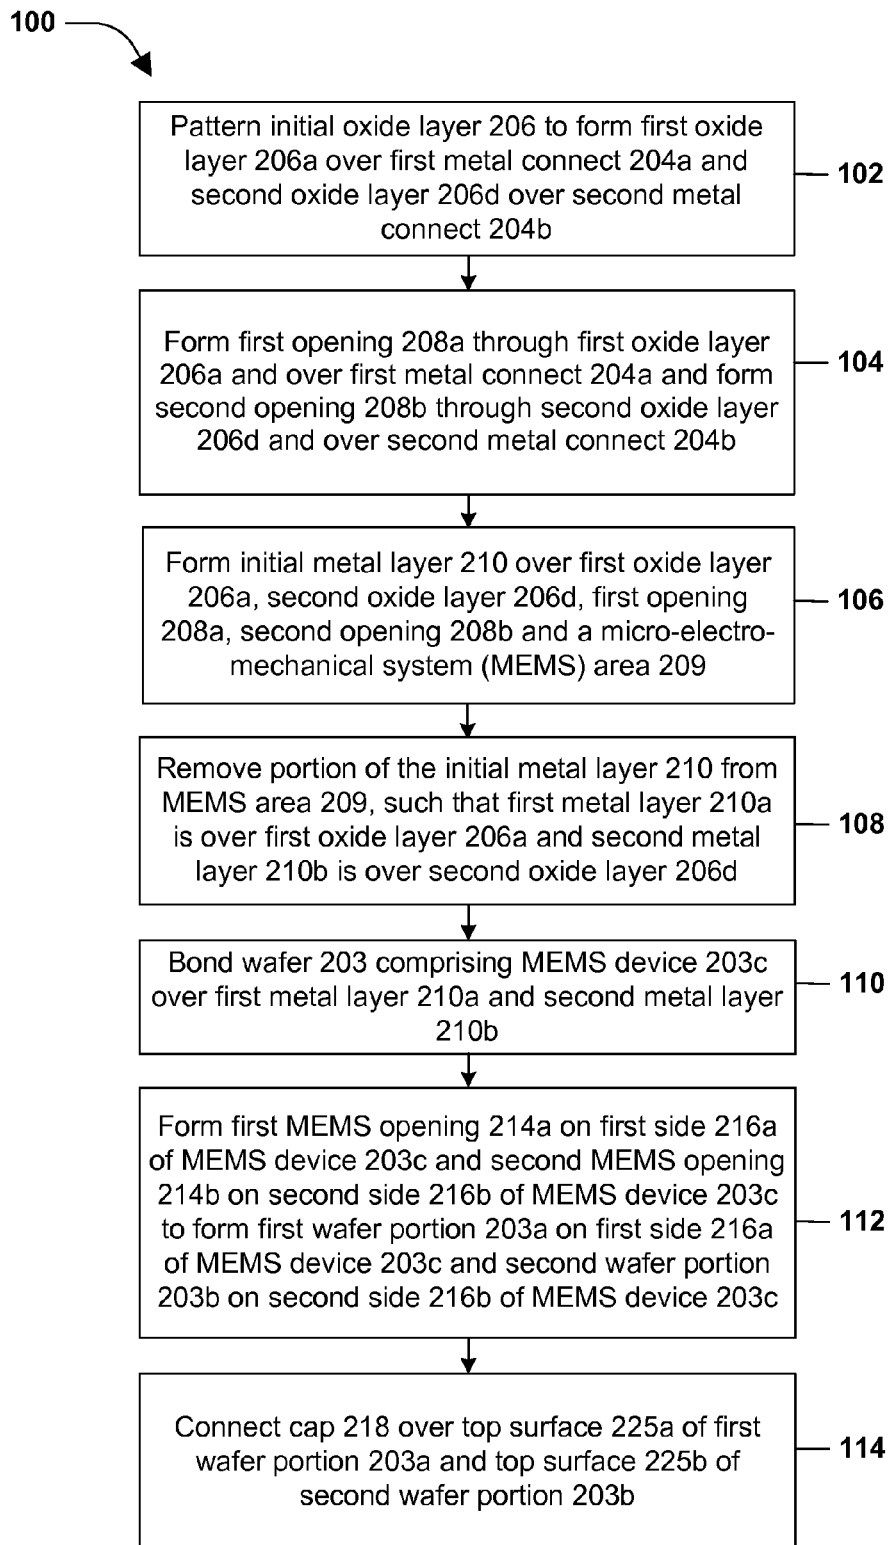 100
Pattern initial oxide layer 206 to form first oxide
layer 206a over first metal connect 204a and
second oxide layer 206d over second metal
connect 204b
102
Form first opening 208a through first oxide layer
206a and over first metal connect 204a and form
second opening 208b through second oxide layer
206d and over second metal connect 204b
104
Form initial metal layer 210 over first oxide layer
206a, second oxide layer 206d, first opening
208a, second opening 208b and a micro-electro-
mechanical system (MEMS) area 209
106
Remove portion of the initial metal layer 210 from
MEMS area 209, such that first metal layer 210a
is over first oxide layer 206a and second metal
layer 210b is over second oxide layer 206d
108
Bond wafer 203 comprising MEMS device 203c
over first metal layer 210a and second metal layer
210b
110
Form first MEMS opening 214a on first side 216a
of MEMS device 203c and second MEMS opening
214b on second side 216b of MEMS device 203c
to form first wafer portion 203a on first side 216a
of MEMS device 203c and second wafer portion
203b on second side 216b of MEMS device 203c
112
Connect cap 218 over top surface 225a of first
wafer portion 203a and top surface 225b of
second wafer portion 203b
114